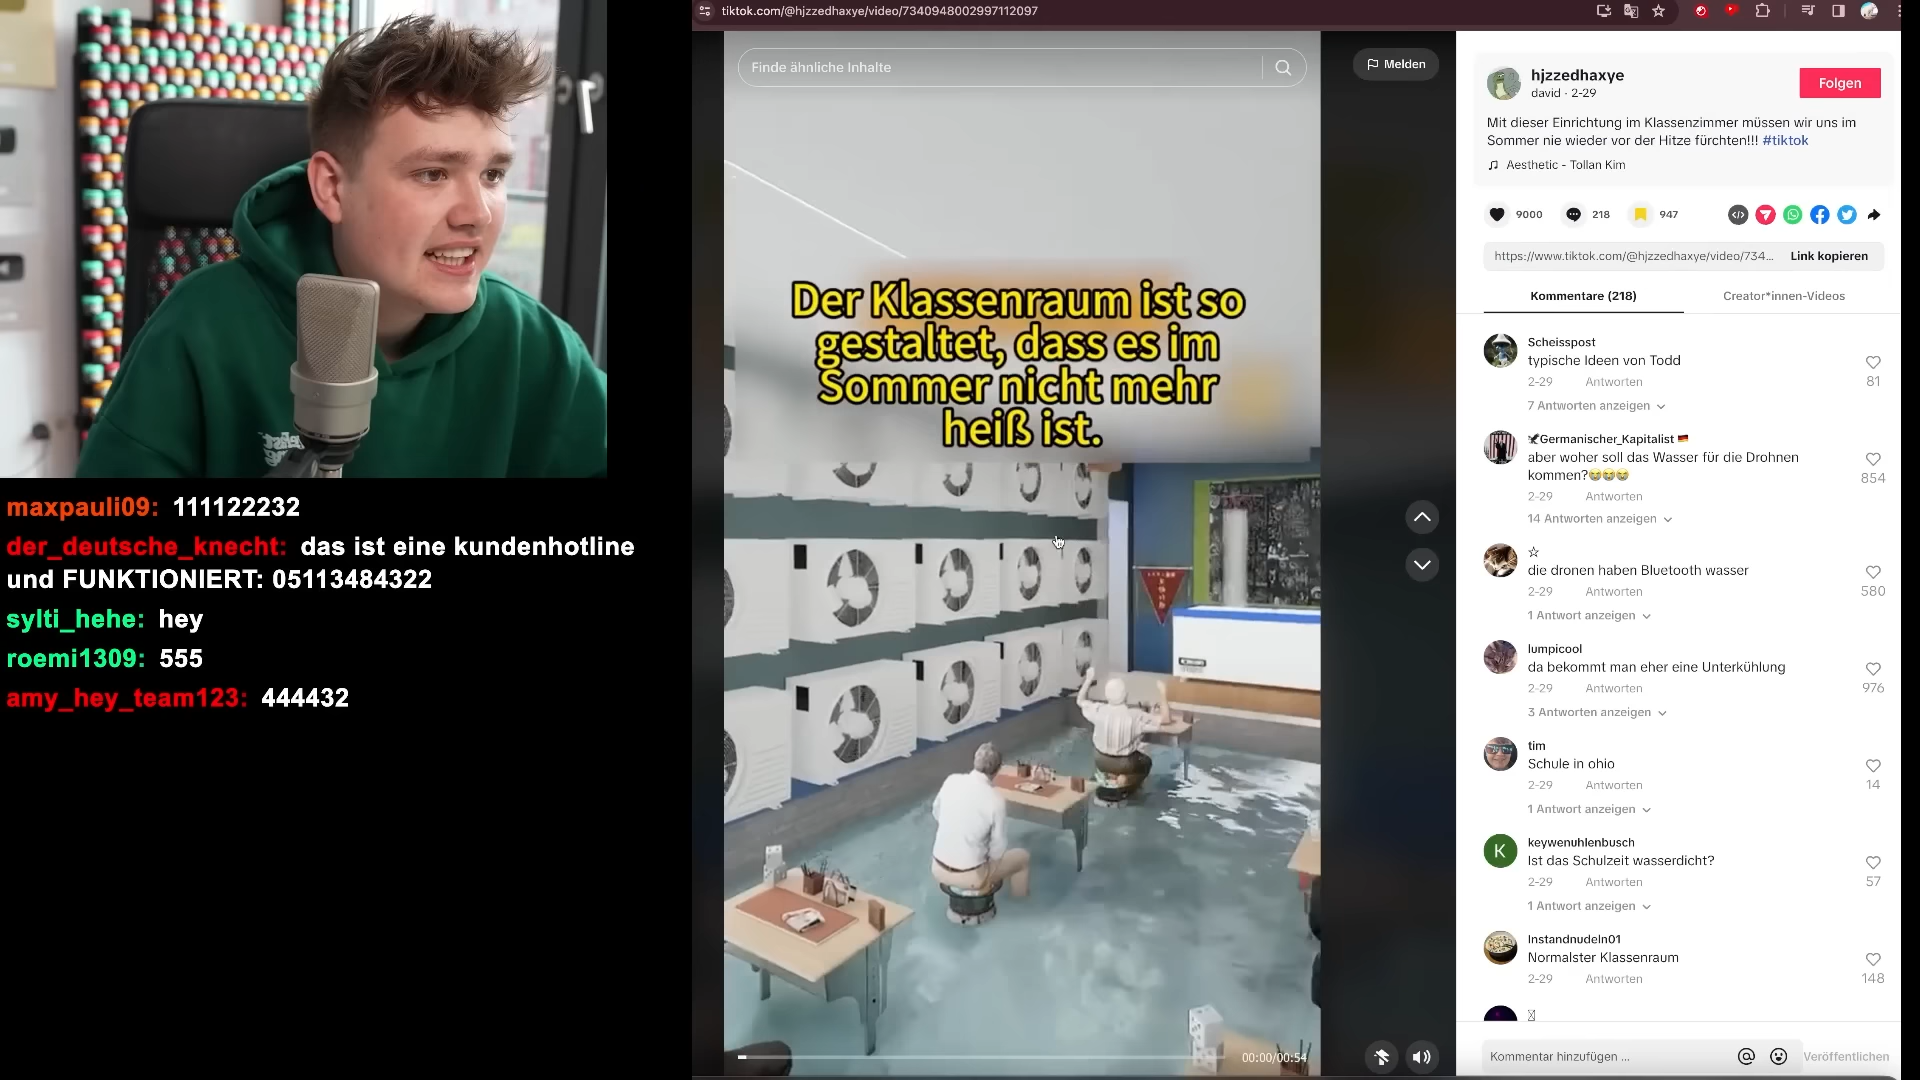 maxpauli09: 111122232
der_deutsche_knecht: das ist eine kundenhotline
und FUNKTIONIERT: 05113484322
sylti_hehe: hey
roemi1309: 555
amy_hey_team123: 444432
tiktok.com/@hjzzedhaxye/video/7340948002997112097
Finde ähnliche Inhalte
Melden
Der Klassenraum ist so
gestaltet, dass es im
Sommer nicht mehr
heiß ist.
00:00/00:54
hjzzedhaxye
david · 2-29
Folgen
Mit dieser Einrichtung im Klassenzimmer müssen wir uns im
Sommer nie wieder vor der Hitze fürchten!!! #tiktok
Aesthetic - Tollan Kim
9000 218 947
https://www.tiktok.com/@hjzzedhaxye/video/734... Link kopieren
Kommentare (218) Creator*innen-Videos
Scheisspost
typische Ideen von Todd
2-29 Antworten 81
7 Antworten anzeigen
Germanischer_Kapitalist
aber woher soll das Wasser für die Drohnen
kommen?😂😂😂
2-29 Antworten 854
14 Antworten anzeigen
☆
die dronen haben Bluetooth wasser
2-29 Antworten 580
1 Antwort anzeigen
lumpicool
da bekommt man eher eine Unterkühlung
2-29 Antworten 976
3 Antworten anzeigen
tim
Schule in ohio
2-29 Antworten 14
1 Antwort anzeigen
K
keywenuhlenbusch
Ist das Schulzeit wasserdicht?
2-29 Antworten 57
1 Antwort anzeigen
Instandnudeln01
Normalster Klassenraum
2-29 Antworten 148
Kommentar hinzufügen ... Veröffentlichen